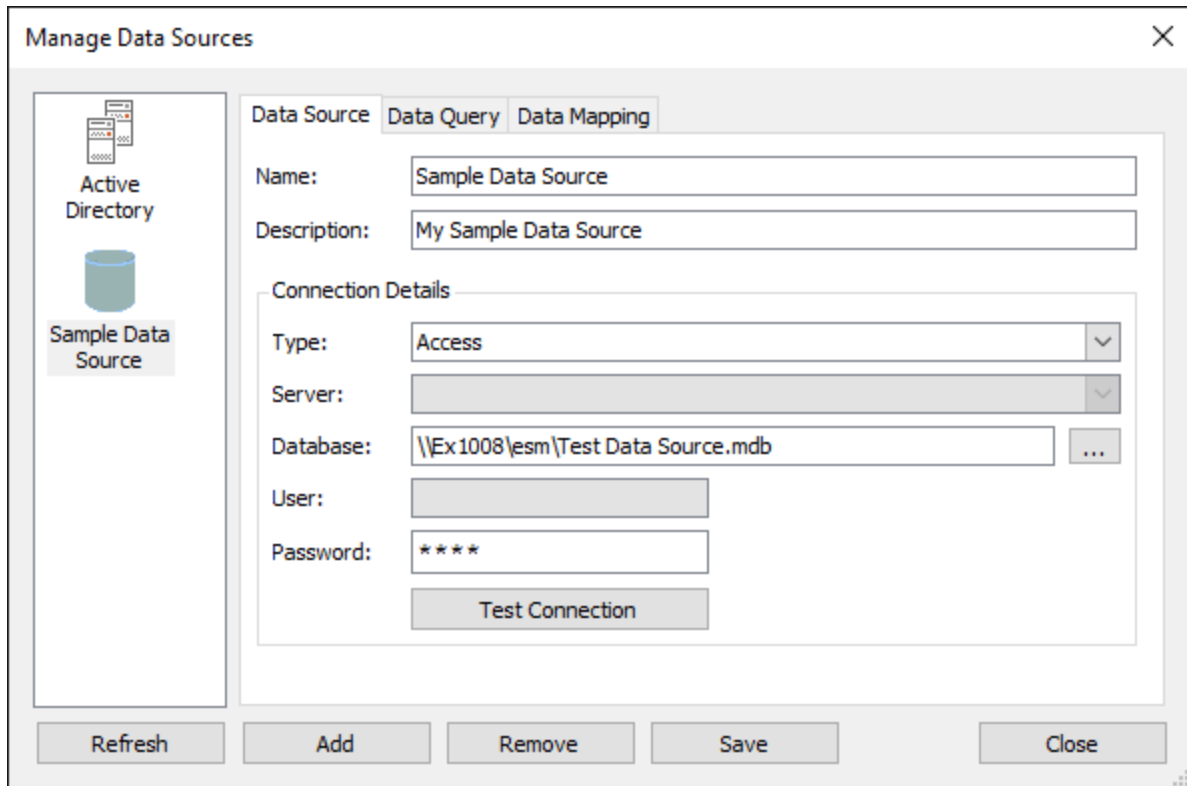 Manage Data Sources
Active
Directory
Sample Data
Source
Data Source Data Query Data Mapping
Name: Sample Data Source
Description: My Sample Data Source
Connection Details
Type: Access
Server:
Database: \\Ex1008\esm\Test Data Source.mdb ...
User:
Password: ****
Test Connection
Refresh Add Remove Save Close